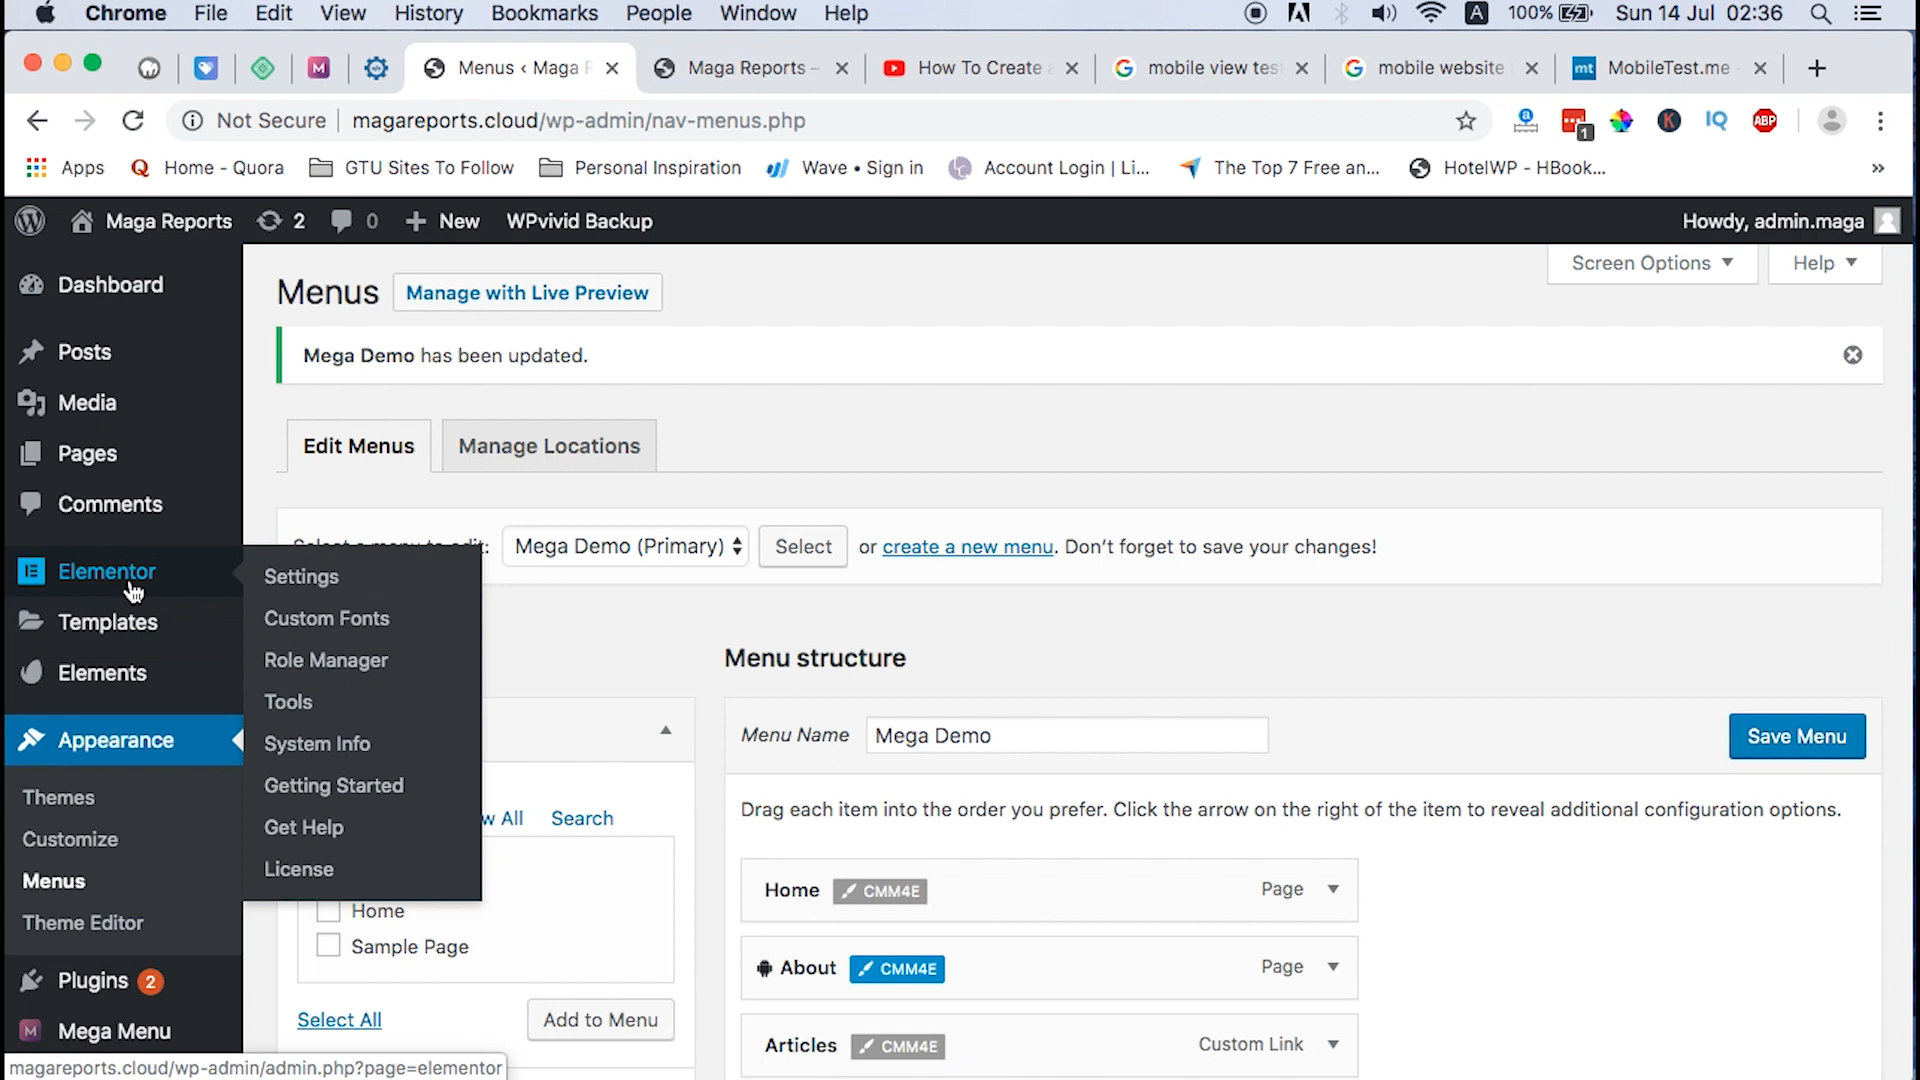 Chrome File Edit View History Bookmarks People Window Help 100% Sun 14 Jul 02:36
Menus ‹ Maga R Maga Reports – How To Create a mobile view tes mobile website MobileTest.me -
Not Secure magareports.cloud/wp-admin/nav-menus.php
Apps Home - Quora GTU Sites To Follow Personal Inspiration Wave • Sign in Account Login | Li... The Top 7 Free an... HotelWP - HBook... »
Maga Reports 2 0 + New WPvivid Backup Howdy, admin.maga
Screen Options Help
Dashboard
Posts
Media
Pages
Comments
Elementor
Templates
Elements
Appearance
Themes
Customize
Menus
Theme Editor
Plugins 2
Mega Menu
Settings
Custom Fonts
Role Manager
Tools
System Info
Getting Started
Get Help
License
Menus Manage with Live Preview
Mega Demo has been updated.
Edit Menus Manage Locations
Select a menu to edit: Mega Demo (Primary) Select or create a new menu. Don't forget to save your changes!
Menu structure
Menu Name Mega Demo Save Menu
Drag each item into the order you prefer. Click the arrow on the right of the item to reveal additional configuration options.
w All Search
Home
Sample Page
Select All Add to Menu
Home CMM4E Page
About CMM4E Page
Articles CMM4E Custom Link
magareports.cloud/wp-admin/admin.php?page=elementor